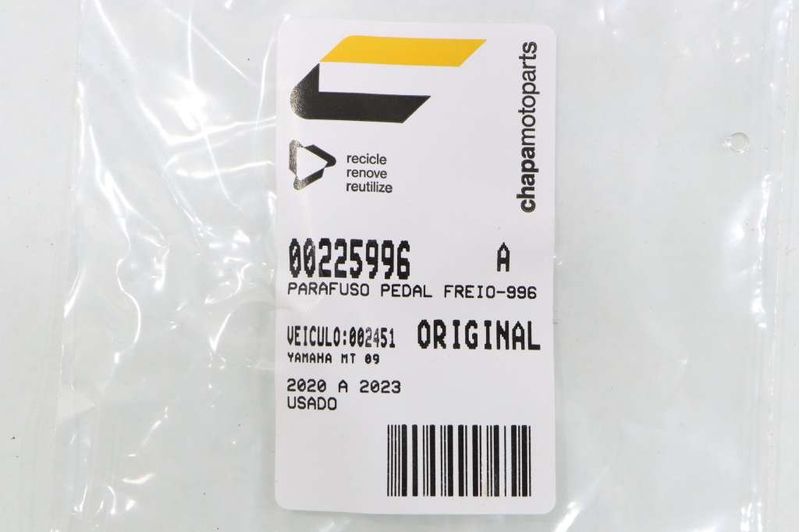 chapamotoparts
recicle
renove
reutilize
00225996 A
PARAFUSO PEDAL FREIO-996
VEICULO:002451 ORIGINAL
YAMAHA MT 09
2020 A 2023
USADO